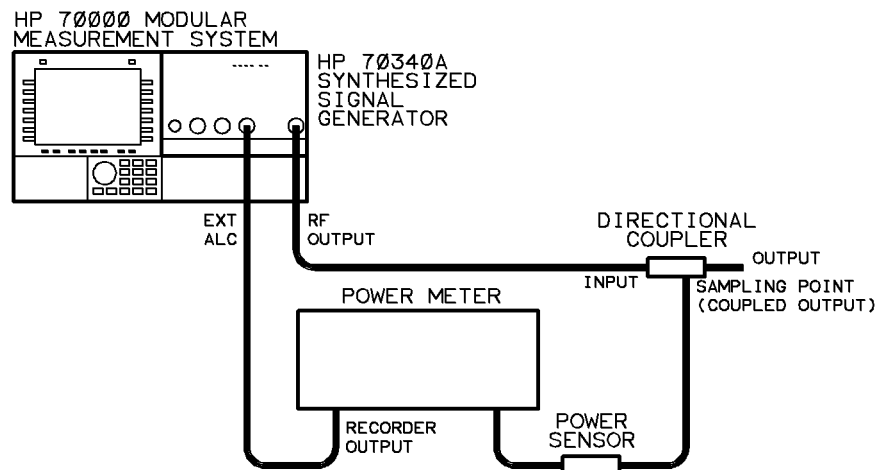 HP 70000 MODULAR
MEASUREMENT SYSTEM
HP 70340A
SYNTHESIZED
SIGNAL
GENERATOR
EXT
ALC
RF
OUTPUT
DIRECTIONAL
COUPLER
INPUT
OUTPUT
SAMPLING POINT
(COUPLED OUTPUT)
POWER METER
RECORDER
OUTPUT
POWER
SENSOR